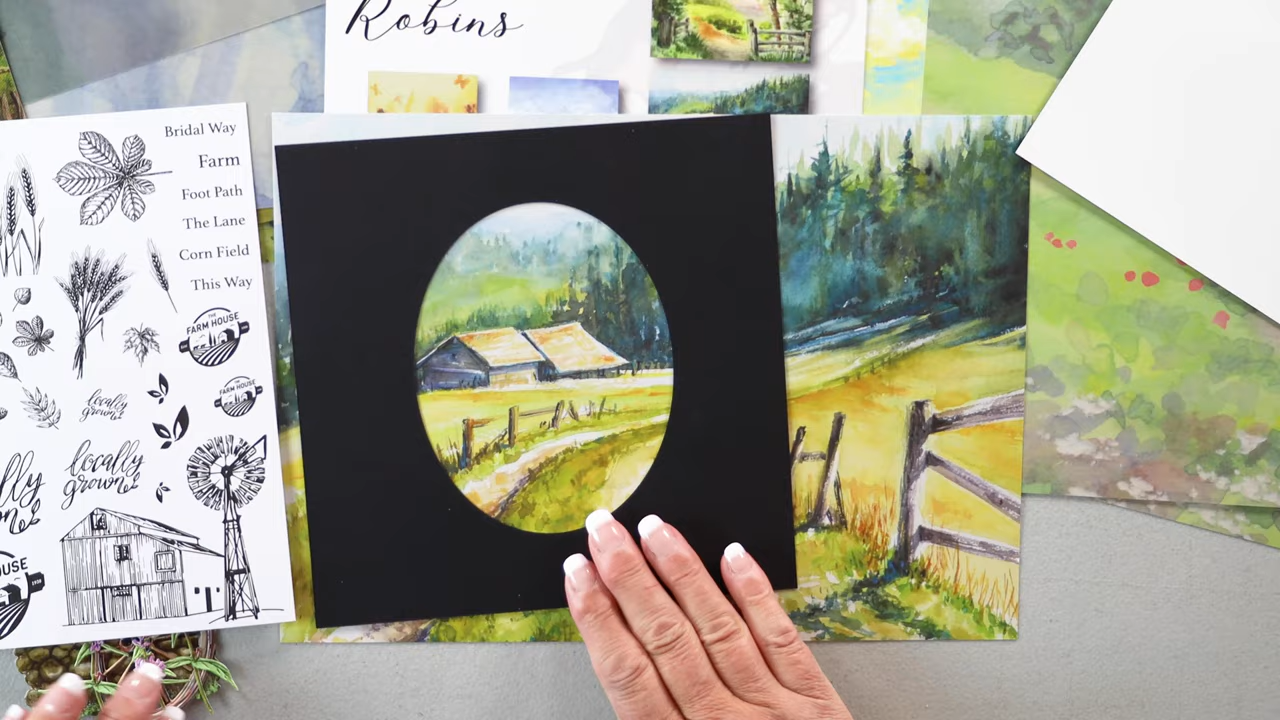 Robins
Bridal Way
Farm
Foot Path
The Lane
Corn Field
This Way
THE
FARM HOUSE
THE
FARM HOUSE
locally
grown
locally
grown